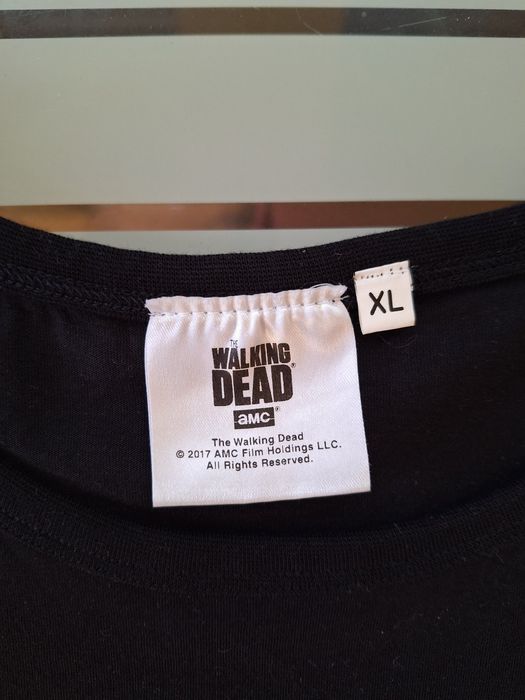 THE
WALKING
DEAD®
aMC®
The Walking Dead
© 2017 AMC Film Holdings LLC.
All Rights Reserved.
XL